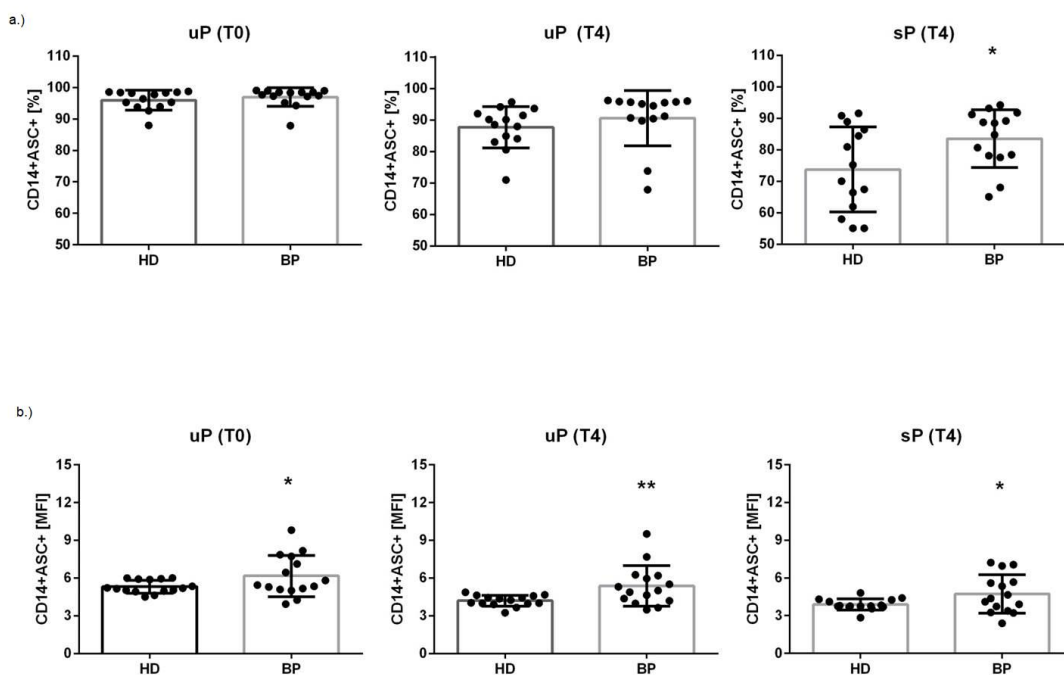 a.)
uP (T0)
CD14+ASC+ [%]
110
100
90
80
70
60
50
HD
BP
uP (T4)
CD14+ASC+ [%]
110
100
90
80
70
60
50
HD
BP
sP (T4)
*
CD14+ASC+ [%]
110
100
90
80
70
60
50
HD
BP
b.)
uP (T0)
*
CD14+ASC+ [MFI]
15
12
9
6
3
0
HD
BP
uP (T4)
**
CD14+ASC+ [MFI]
15
12
9
6
3
0
HD
BP
sP (T4)
*
CD14+ASC+ [MFI]
15
12
9
6
3
0
HD
BP